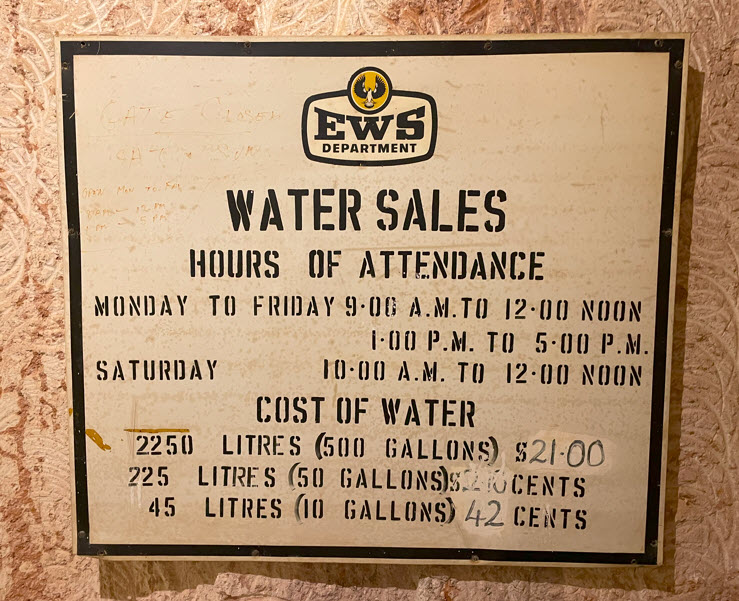 EWS
DEPARTMENT
WATER SALES
HOURS OF ATTENDANCE
MONDAY TO FRIDAY 9·00 A.M. TO 12·00 NOON
1·00 P.M. TO 5·00 P.M.
SATURDAY 10·00 A.M. TO 12·00 NOON
COST OF WATER
2250 LITRES (500 GALLONS) $21·00
225 LITRES (50 GALLONS) CENTS
45 LITRES (10 GALLONS) 42 CENTS